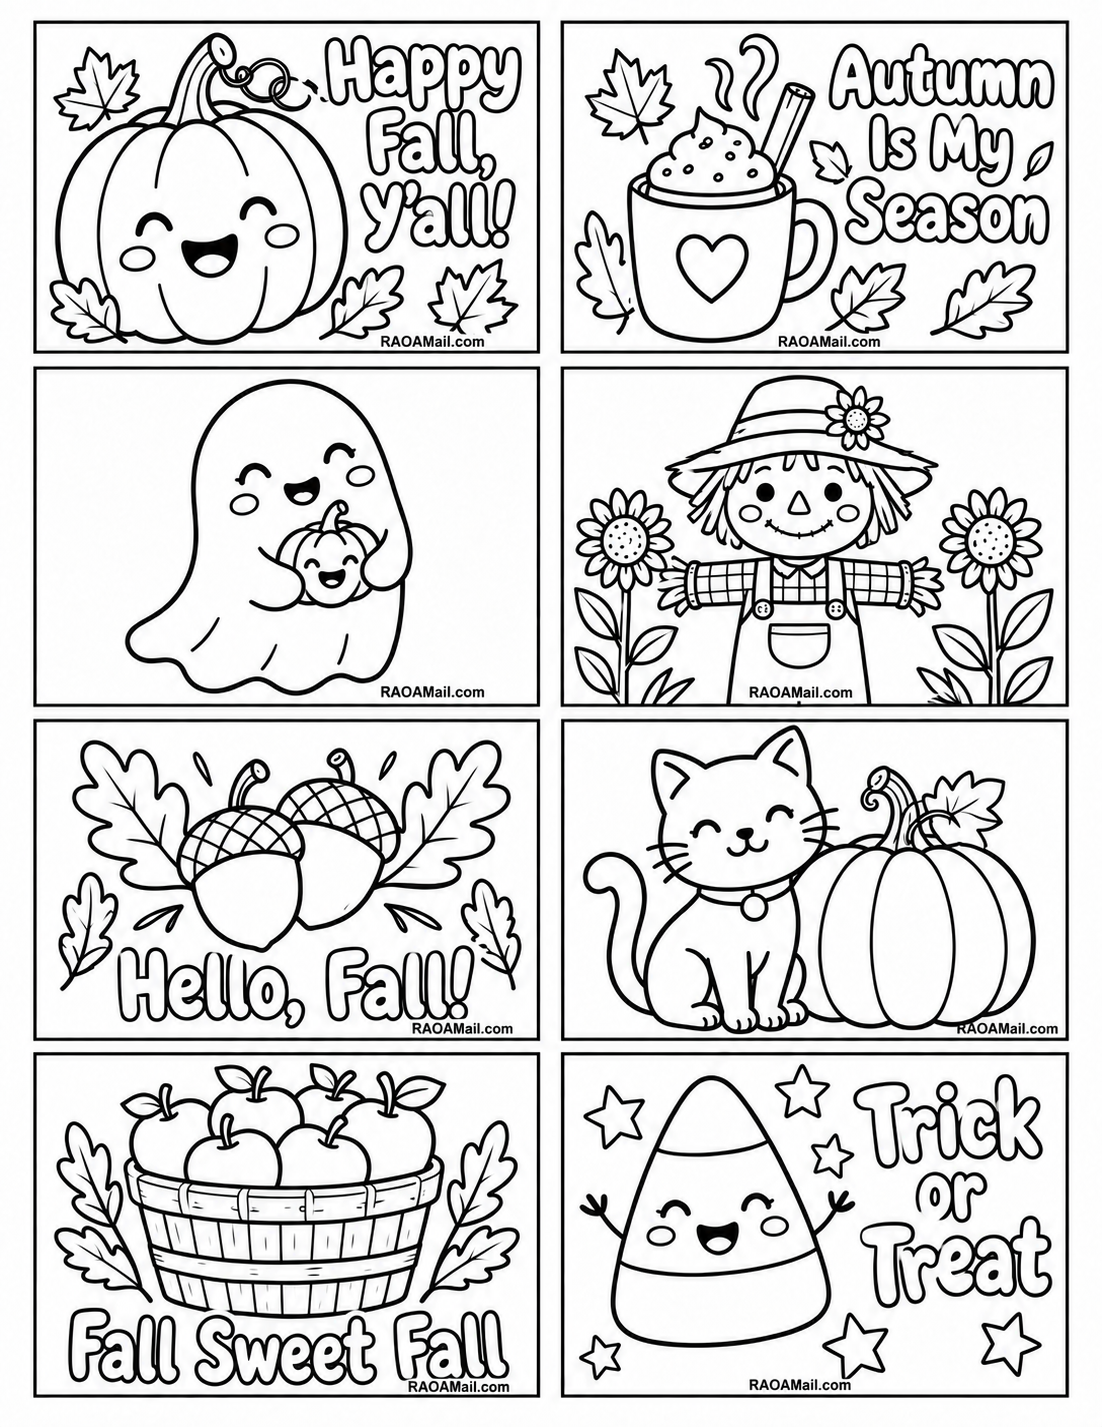 Happy
Fall,
Y'all!
RAOAMail.com
Autumn
Is My
Season
RAOAMail.com
RAOAMail.com
RAOAMail.com
Hello, Fall!
RAOAMail.com
RAOAMail.com
Fall Sweet Fall
RAOAMail.com
Trick
or
Treat
RAOAMail.com